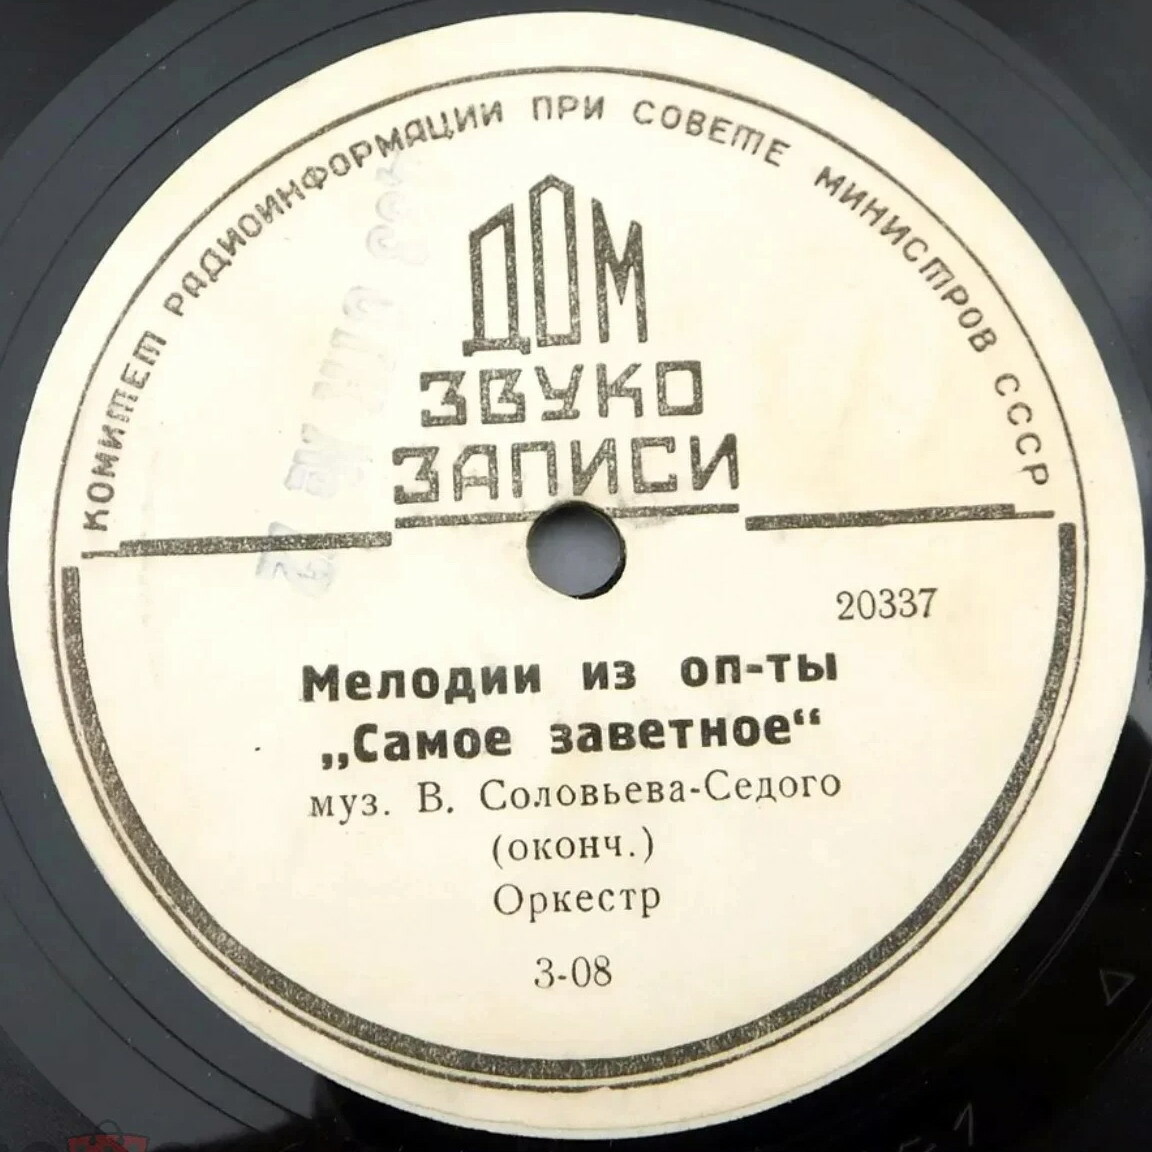 КОМИТЕТ РАДИОИНФОРМАЦИИ ПРИ СОВЕТЕ МИНИСТРОВ СССР
ДОМ
ЗВУКО
ЗАПИСИ
20337
Мелодии из оп-ты
„Самое заветное“
муз. В. Соловьева-Седого
(оконч.)
Оркестр
3-08